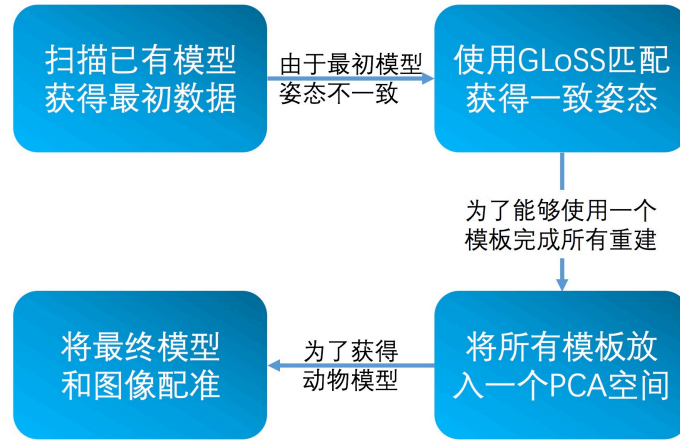 扫描已有模型
获得最初数据
由于最初模型
姿态不一致
使用GLoSS匹配
获得一致姿态
为了能够使用一个
模板完成所有重建
将所有模板放
入一个PCA空间
为了获得
动物模型
将最终模型
和图像配准